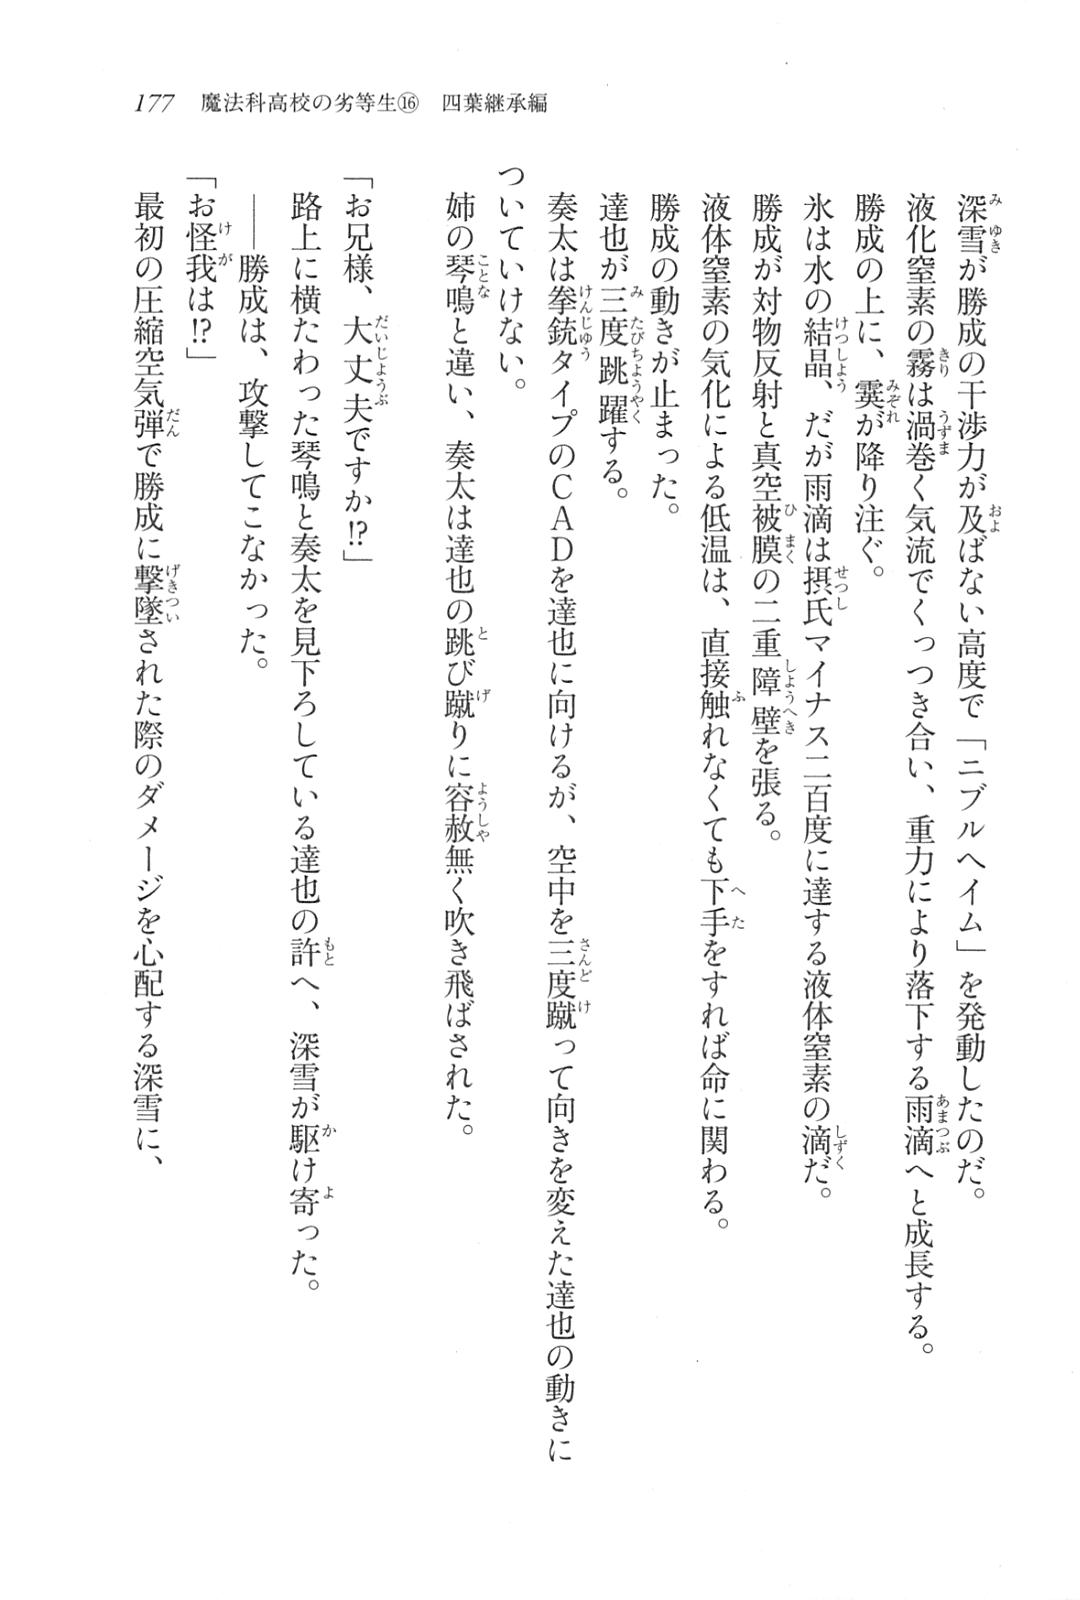 177 魔法科高校の劣等生⑯ 四葉継承編
深雪が勝成の干渉力が及ばない高度で「ニブルヘイム」を発動したのだ。
液化窒素の霧は渦巻く気流でくっつき合い、重力により落下する雨滴へと成長する。
勝成の上に、霙が降り注ぐ。
氷は水の結晶、だが雨滴は摂氏マイナス二百度に達する液体窒素の滴だ。
勝成が対物反射と真空被膜の二重障壁を張る。
液体窒素の気化による低温は、直接触れなくても下手をすれば命に関わる。
勝成の動きが止まった。
達也が三度跳躍する。
奏太は拳銃タイプのCADを達也に向けるが、空中を三度蹴って向きを変えた達也の動きに
ついていけない。
姉の琴鳴と違い、奏太は達也の跳び蹴りに容赦無く吹き飛ばされた。
「お兄様、大丈夫ですか!?」
路上に横たわった琴鳴と奏太を見下ろしている達也の許へ、深雪が駆け寄った。
――勝成は、攻撃してこなかった。
「お怪我は!?」
最初の圧縮空気弾で勝成に撃墜された際のダメージを心配する深雪に、